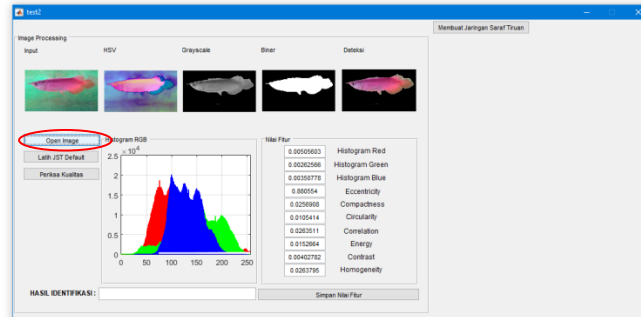 test2
Membuat Jaringan Saraf Tiruan
Image Processing
Input HSV Grayscale Biner Deteksi
Open Image
Latih JST Default
Periksa Kualitas
Histogram RGB
×10⁴
2.5
2
1.5
1
0.5
0
0 50 100 150 200 250
Nilai Fitur
0.00505603 Histogram Red
0.00262566 Histogram Green
0.00350778 Histogram Blue
0.880554 Eccentricity
0.0256908 Compactness
0.0105414 Circularity
0.0263511 Correlation
0.0152664 Energy
0.00402782 Contrast
0.0263795 Homogeneity
HASIL IDENTIFIKASI :
Simpan Nilai Fitur